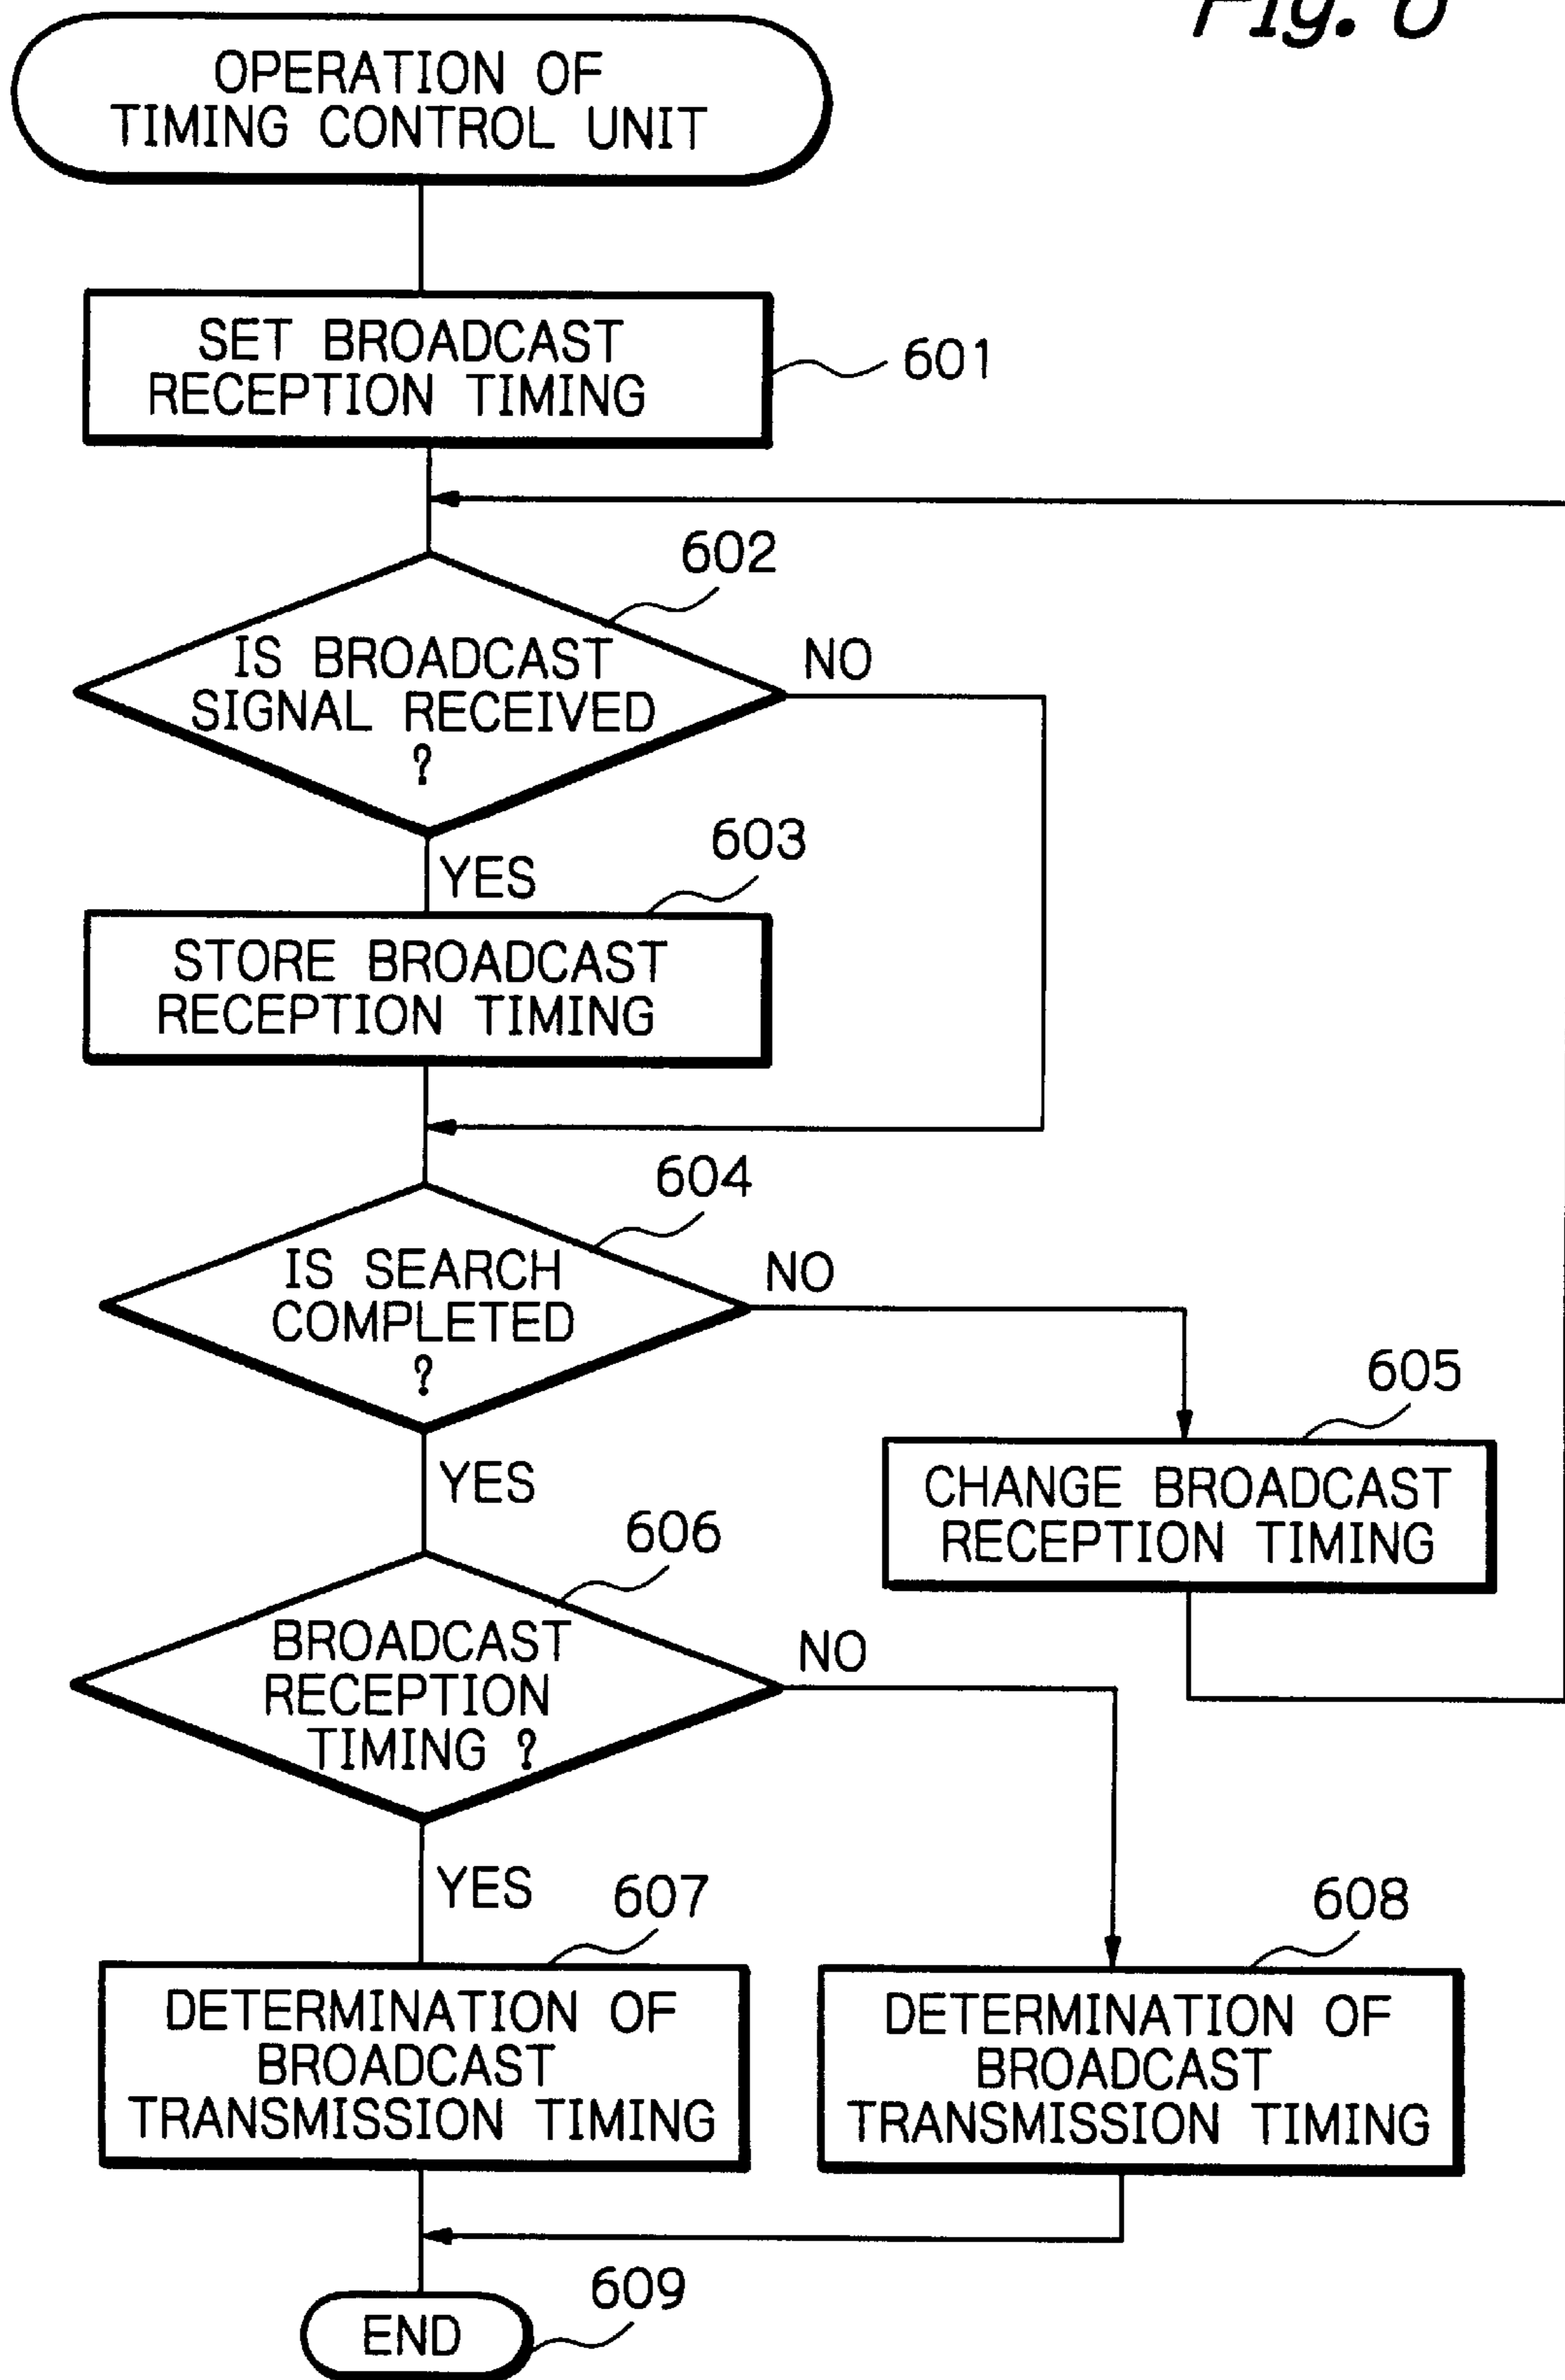 Fig. 6
OPERATION OF
TIMING CONTROL UNIT
SET BROADCAST
RECEPTION TIMING
601
602
IS BROADCAST
SIGNAL RECEIVED
?
NO
YES
603
STORE BROADCAST
RECEPTION TIMING
604
IS SEARCH
COMPLETED
?
NO
YES
605
CHANGE BROADCAST
RECEPTION TIMING
606
BROADCAST
RECEPTION
TIMING ?
NO
YES
607
DETERMINATION OF
BROADCAST
TRANSMISSION TIMING
608
DETERMINATION OF
BROADCAST
TRANSMISSION TIMING
609
END